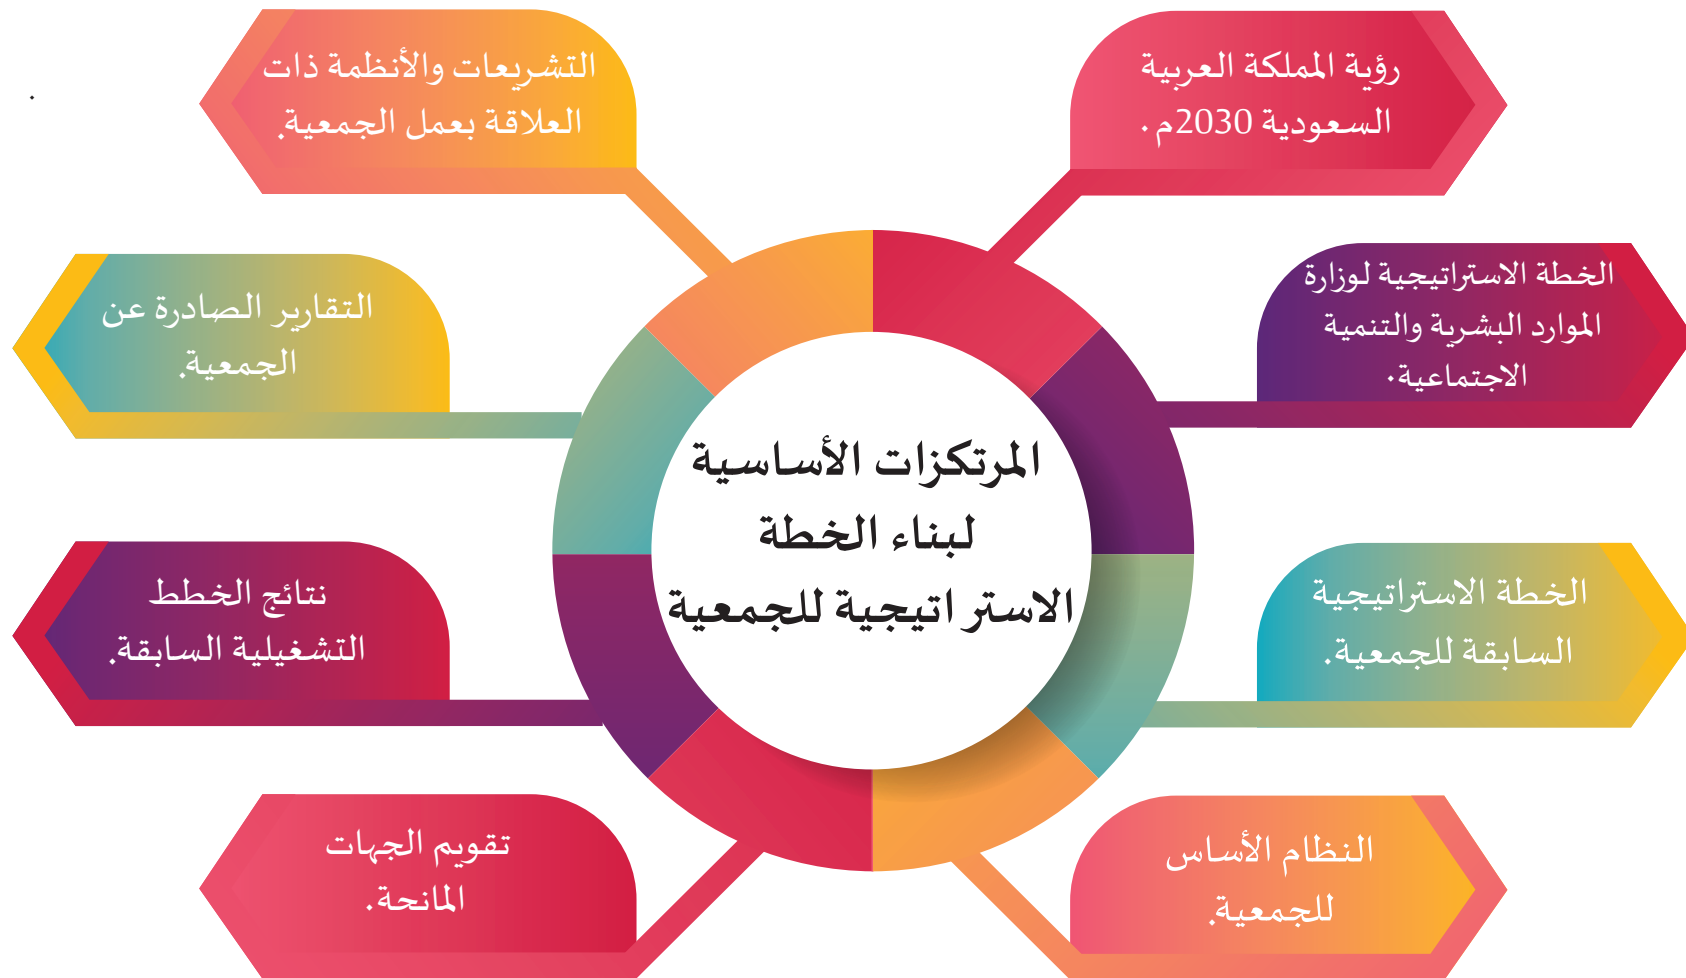 المرتكزات الأساسية
لبناء الخطة
الاستراتيجية للجمعية
رؤية المملكة العربية
السعودية 2030م.
الخطة الاستراتيجية لوزارة
الموارد البشرية والتنمية
الاجتماعية.
الخطة الاستراتيجية
السابقة للجمعية.
النظام الأساس
للجمعية.
تقويم الجهات
المانحة.
نتائج الخطط
التشغيلية السابقة.
التقارير الصادرة عن
الجمعية.
التشريعات والأنظمة ذات
العلاقة بعمل الجمعية.